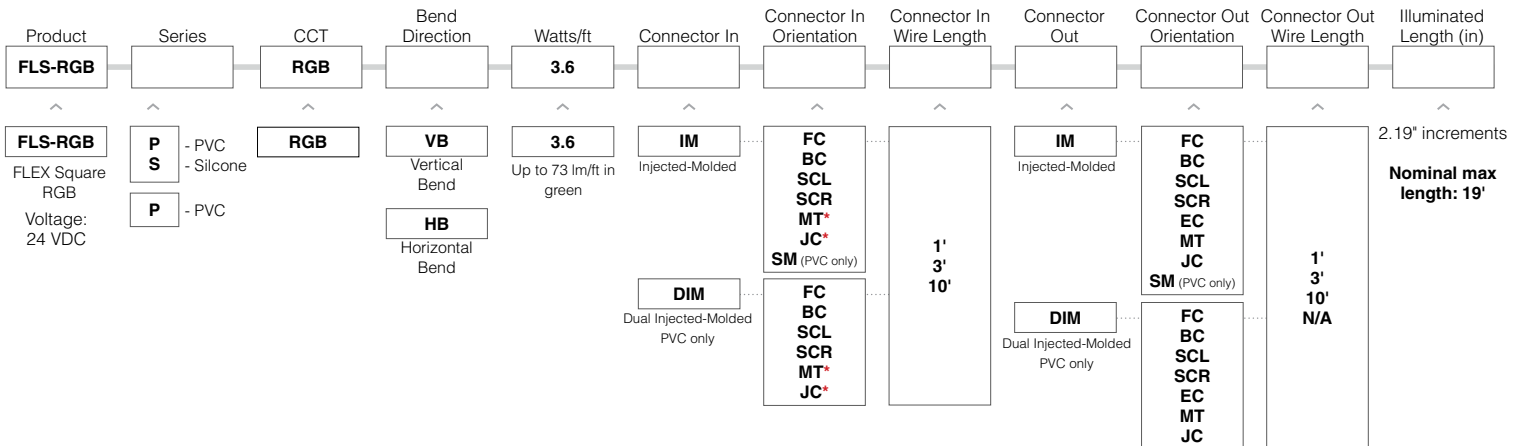 Product
Series
CCT
Bend
Direction
Watts/ft
Connector In
Connector In
Orientation
Connector In
Wire Length
Connector
Out
Connector Out
Orientation
Connector Out
Wire Length
Illuminated
Length (in)
FLS-RGB
RGB
3.6
FLS-RGB
FLEX Square
RGB
Voltage:
24 VDC
P - PVC
S - Silcone
P - PVC
RGB
VB
Vertical
Bend
HB
Horizontal
Bend
3.6
Up to 73 lm/ft in
green
IM
Injected-Molded
DIM
Dual Injected-Molded
PVC only
FC
BC
SCL
SCR
MT*
JC*
SM (PVC only)
FC
BC
SCL
SCR
MT*
JC*
1'
3'
10'
IM
Injected-Molded
DIM
Dual Injected-Molded
PVC only
FC
BC
SCL
SCR
EC
MT
JC
SM (PVC only)
FC
BC
SCL
SCR
EC
MT
JC
1'
3'
10'
N/A
2.19" increments
Nominal max
length: 19'